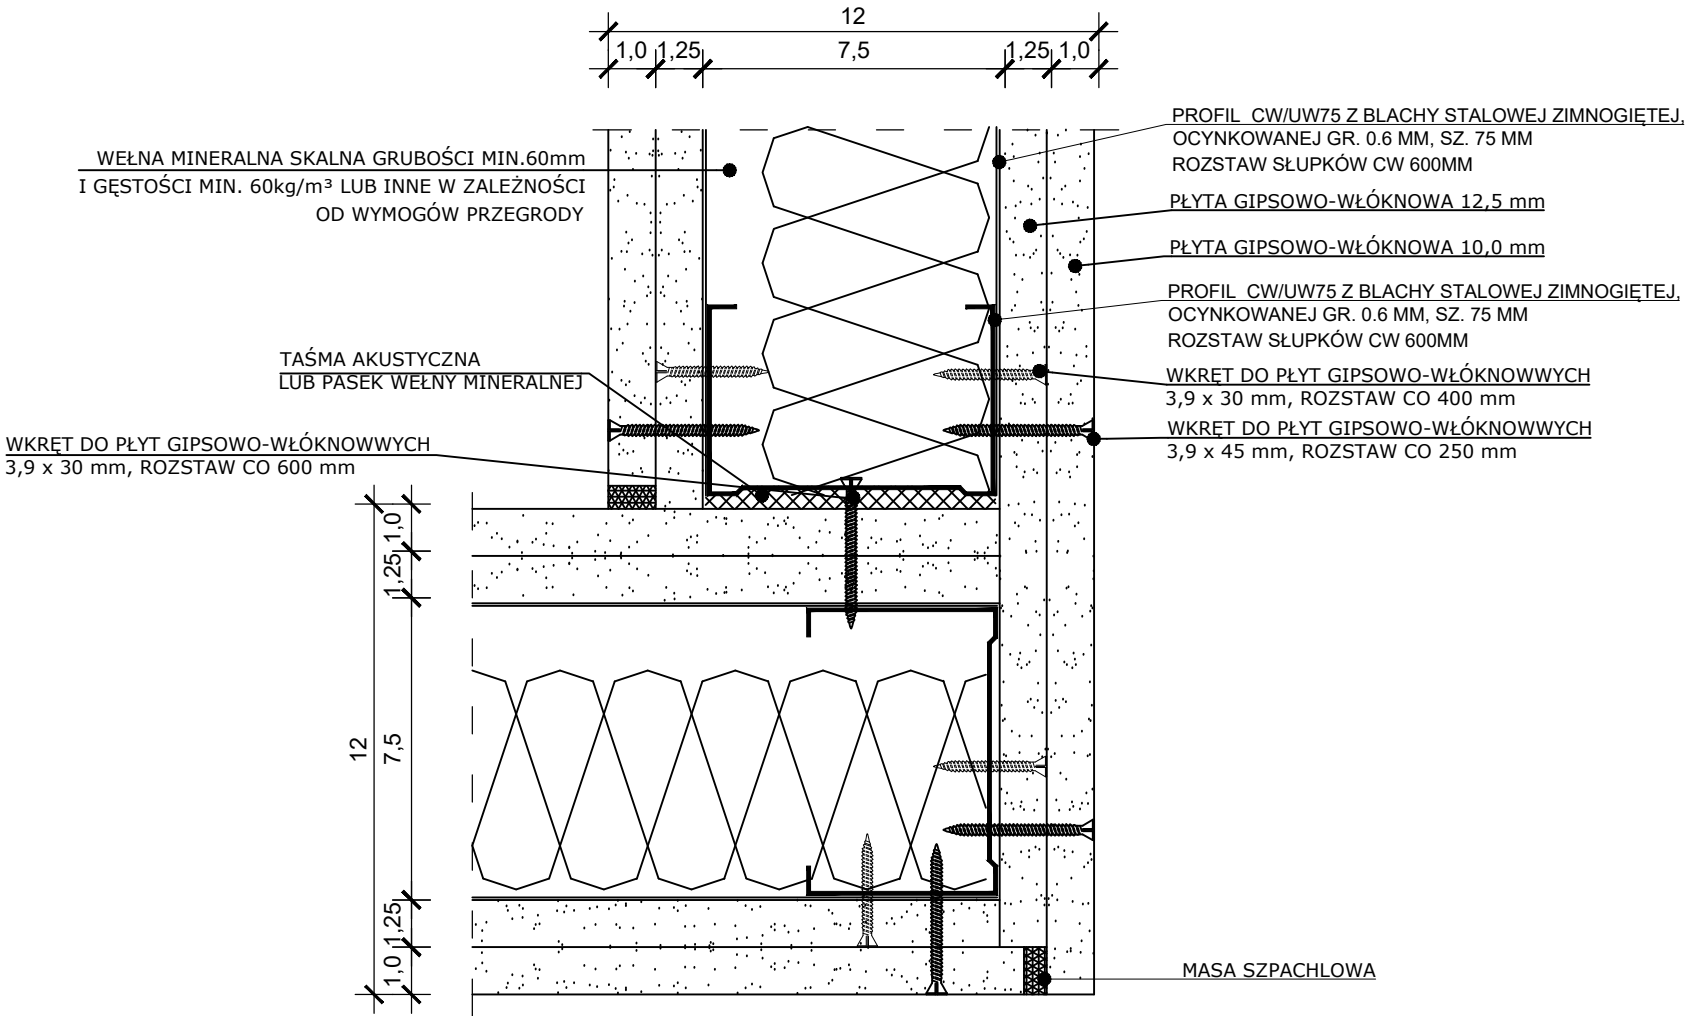 12
1,0 1,25 7,5 1,25 1,0
WEŁNA MINERALNA SKALNA GRUBOŚCI MIN.60mm
I GĘSTOŚCI MIN. 60kg/m³ LUB INNE W ZALEŻNOŚCI
OD WYMOGÓW PRZEGRODY
PROFIL CW/UW75 Z BLACHY STALOWEJ ZIMNOGIĘTEJ,
OCYNKOWANEJ GR. 0.6 MM, SZ. 75 MM
ROZSTAW SŁUPKÓW CW 600MM
PŁYTA GIPSOWO-WŁÓKNOWA 12,5 mm
PŁYTA GIPSOWO-WŁÓKNOWA 10,0 mm
PROFIL CW/UW75 Z BLACHY STALOWEJ ZIMNOGIĘTEJ,
OCYNKOWANEJ GR. 0.6 MM, SZ. 75 MM
ROZSTAW SŁUPKÓW CW 600MM
TAŚMA AKUSTYCZNA
LUB PASEK WEŁNY MINERALNEJ
WKRĘT DO PŁYT GIPSOWO-WŁÓKNOWWYCH
3,9 x 30 mm, ROZSTAW CO 400 mm
WKRĘT DO PŁYT GIPSOWO-WŁÓKNOWWYCH
3,9 x 45 mm, ROZSTAW CO 250 mm
WKRĘT DO PŁYT GIPSOWO-WŁÓKNOWWYCH
3,9 x 30 mm, ROZSTAW CO 600 mm
1,0
1,25
7,5
12
1,25
1,0
MASA SZPACHLOWA